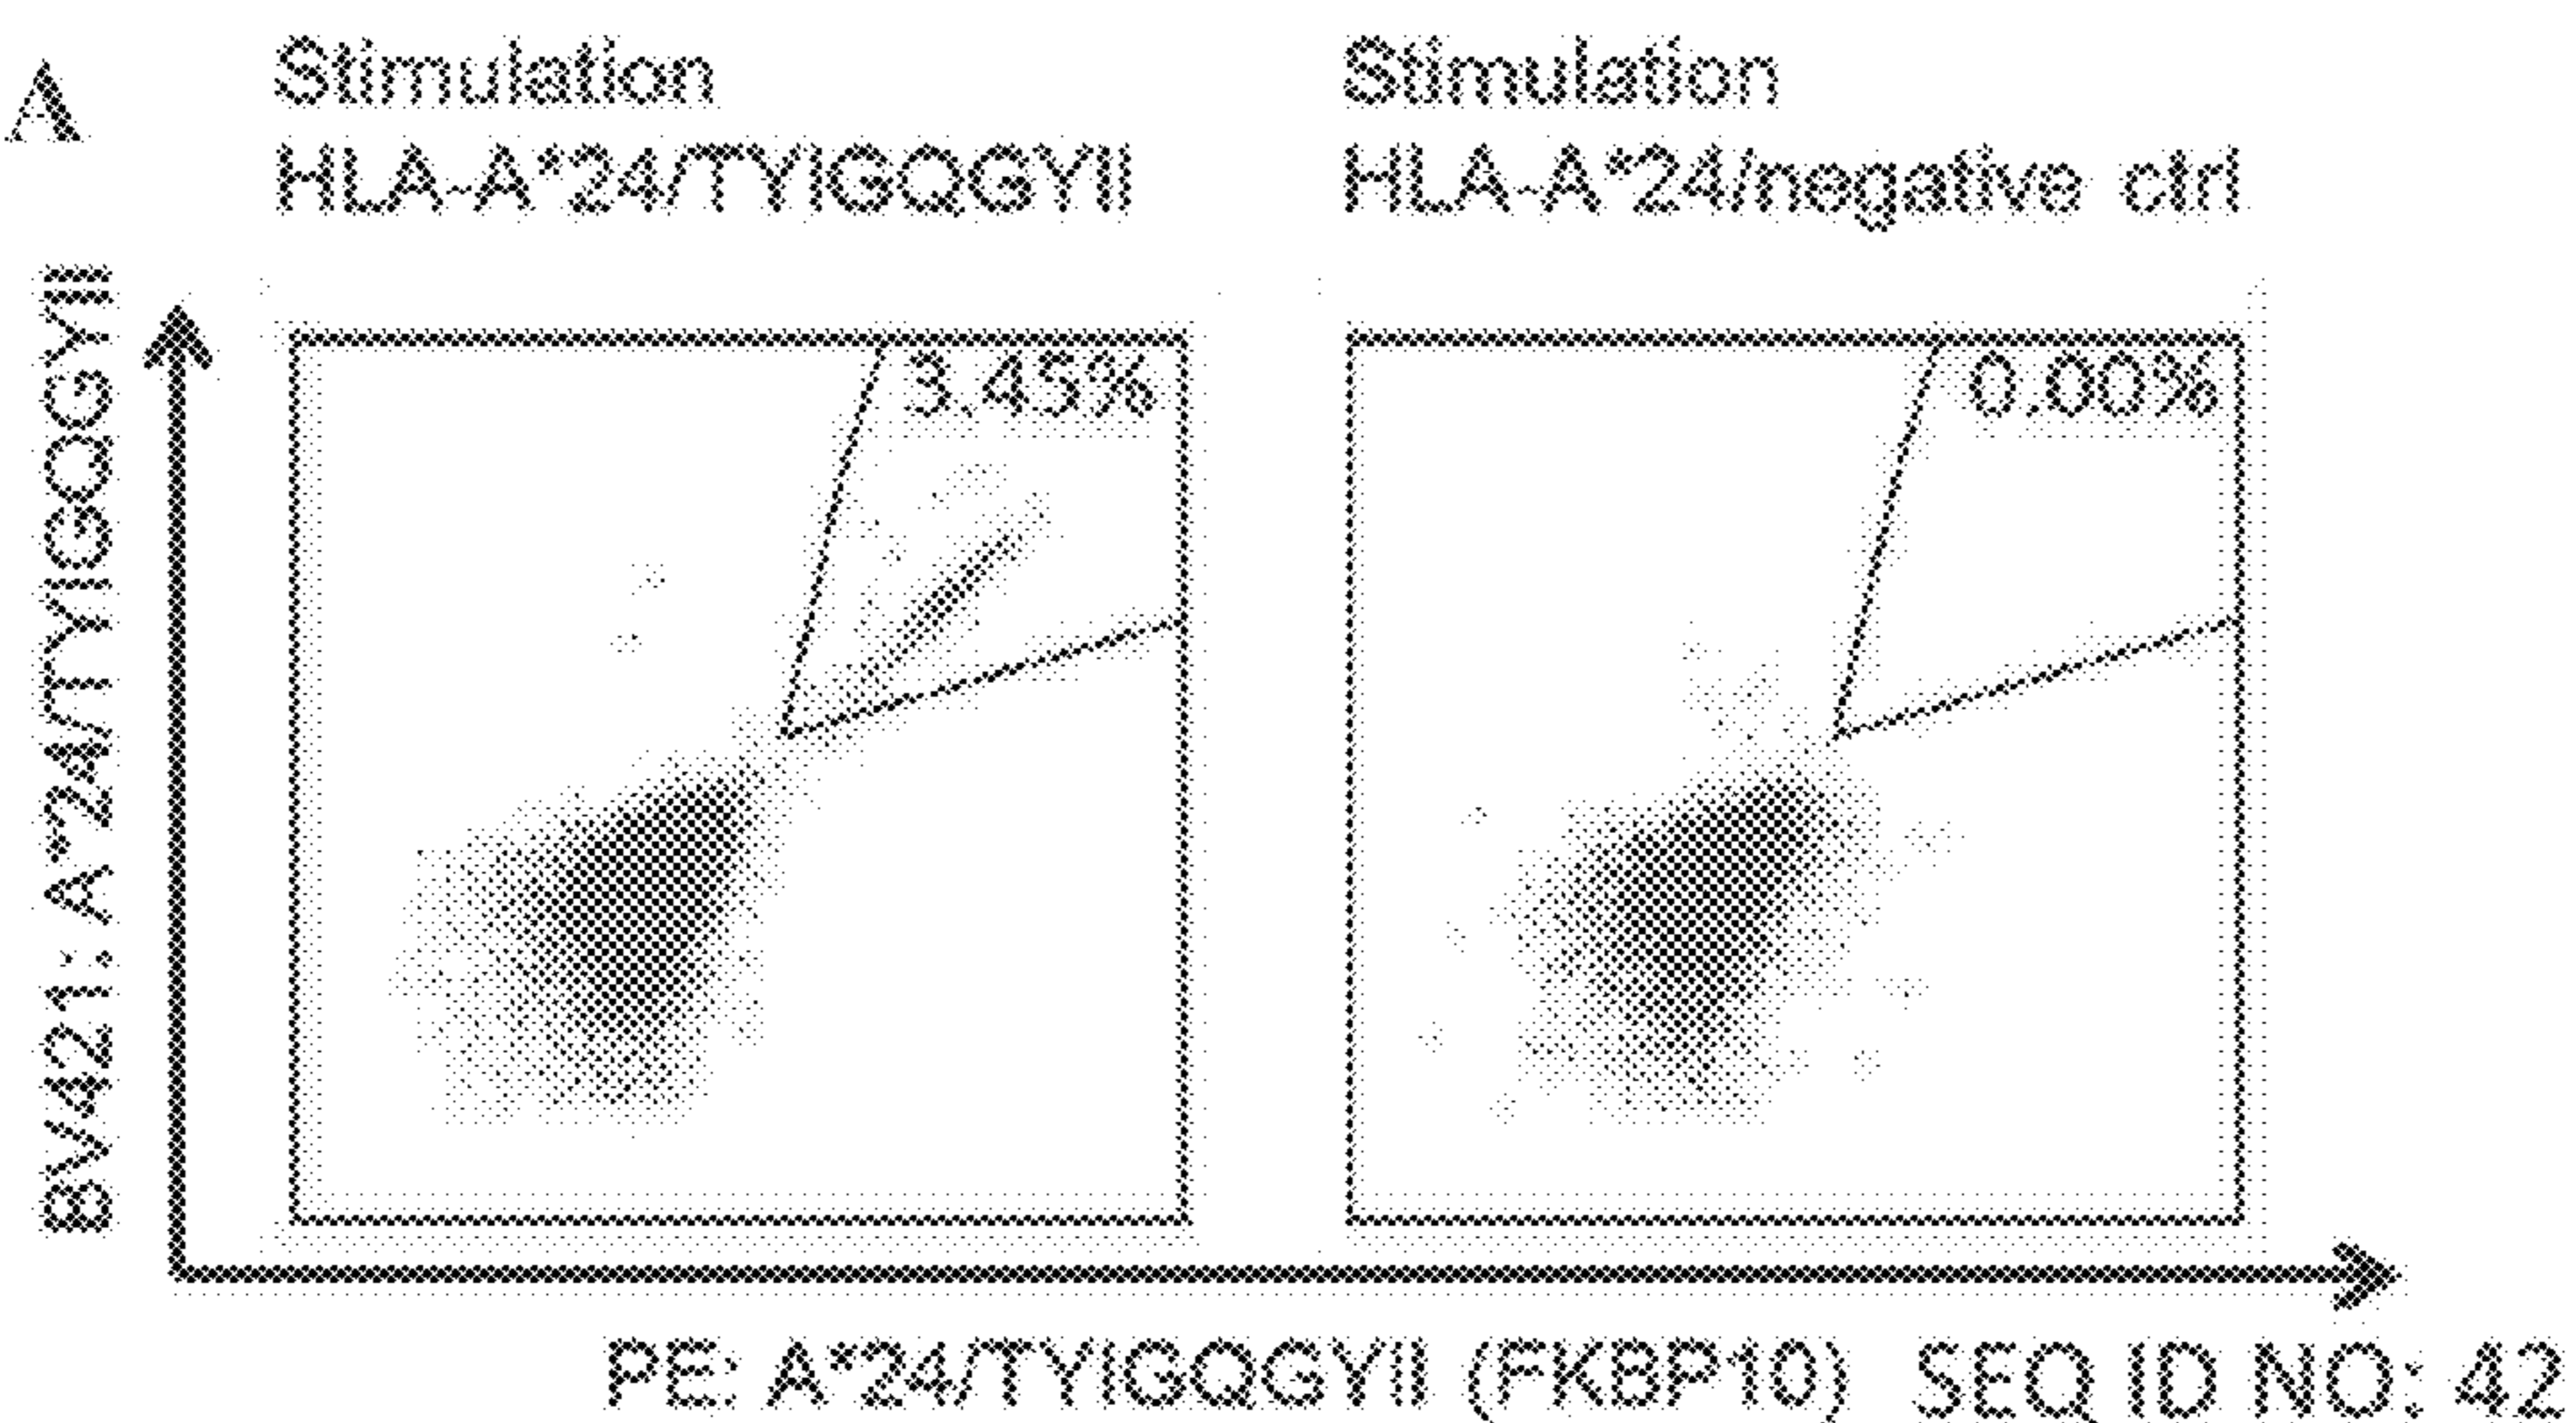 A
Stimulation
HLA-A*24/TYIGQGYII
Stimulation
HLA-A*24/negative ctrl
BV421: A*24/TYIGQGYII
3.45%
0.00%
PE: A*24/TYIGQGYII (FKBP10) SEQ ID NO: 42